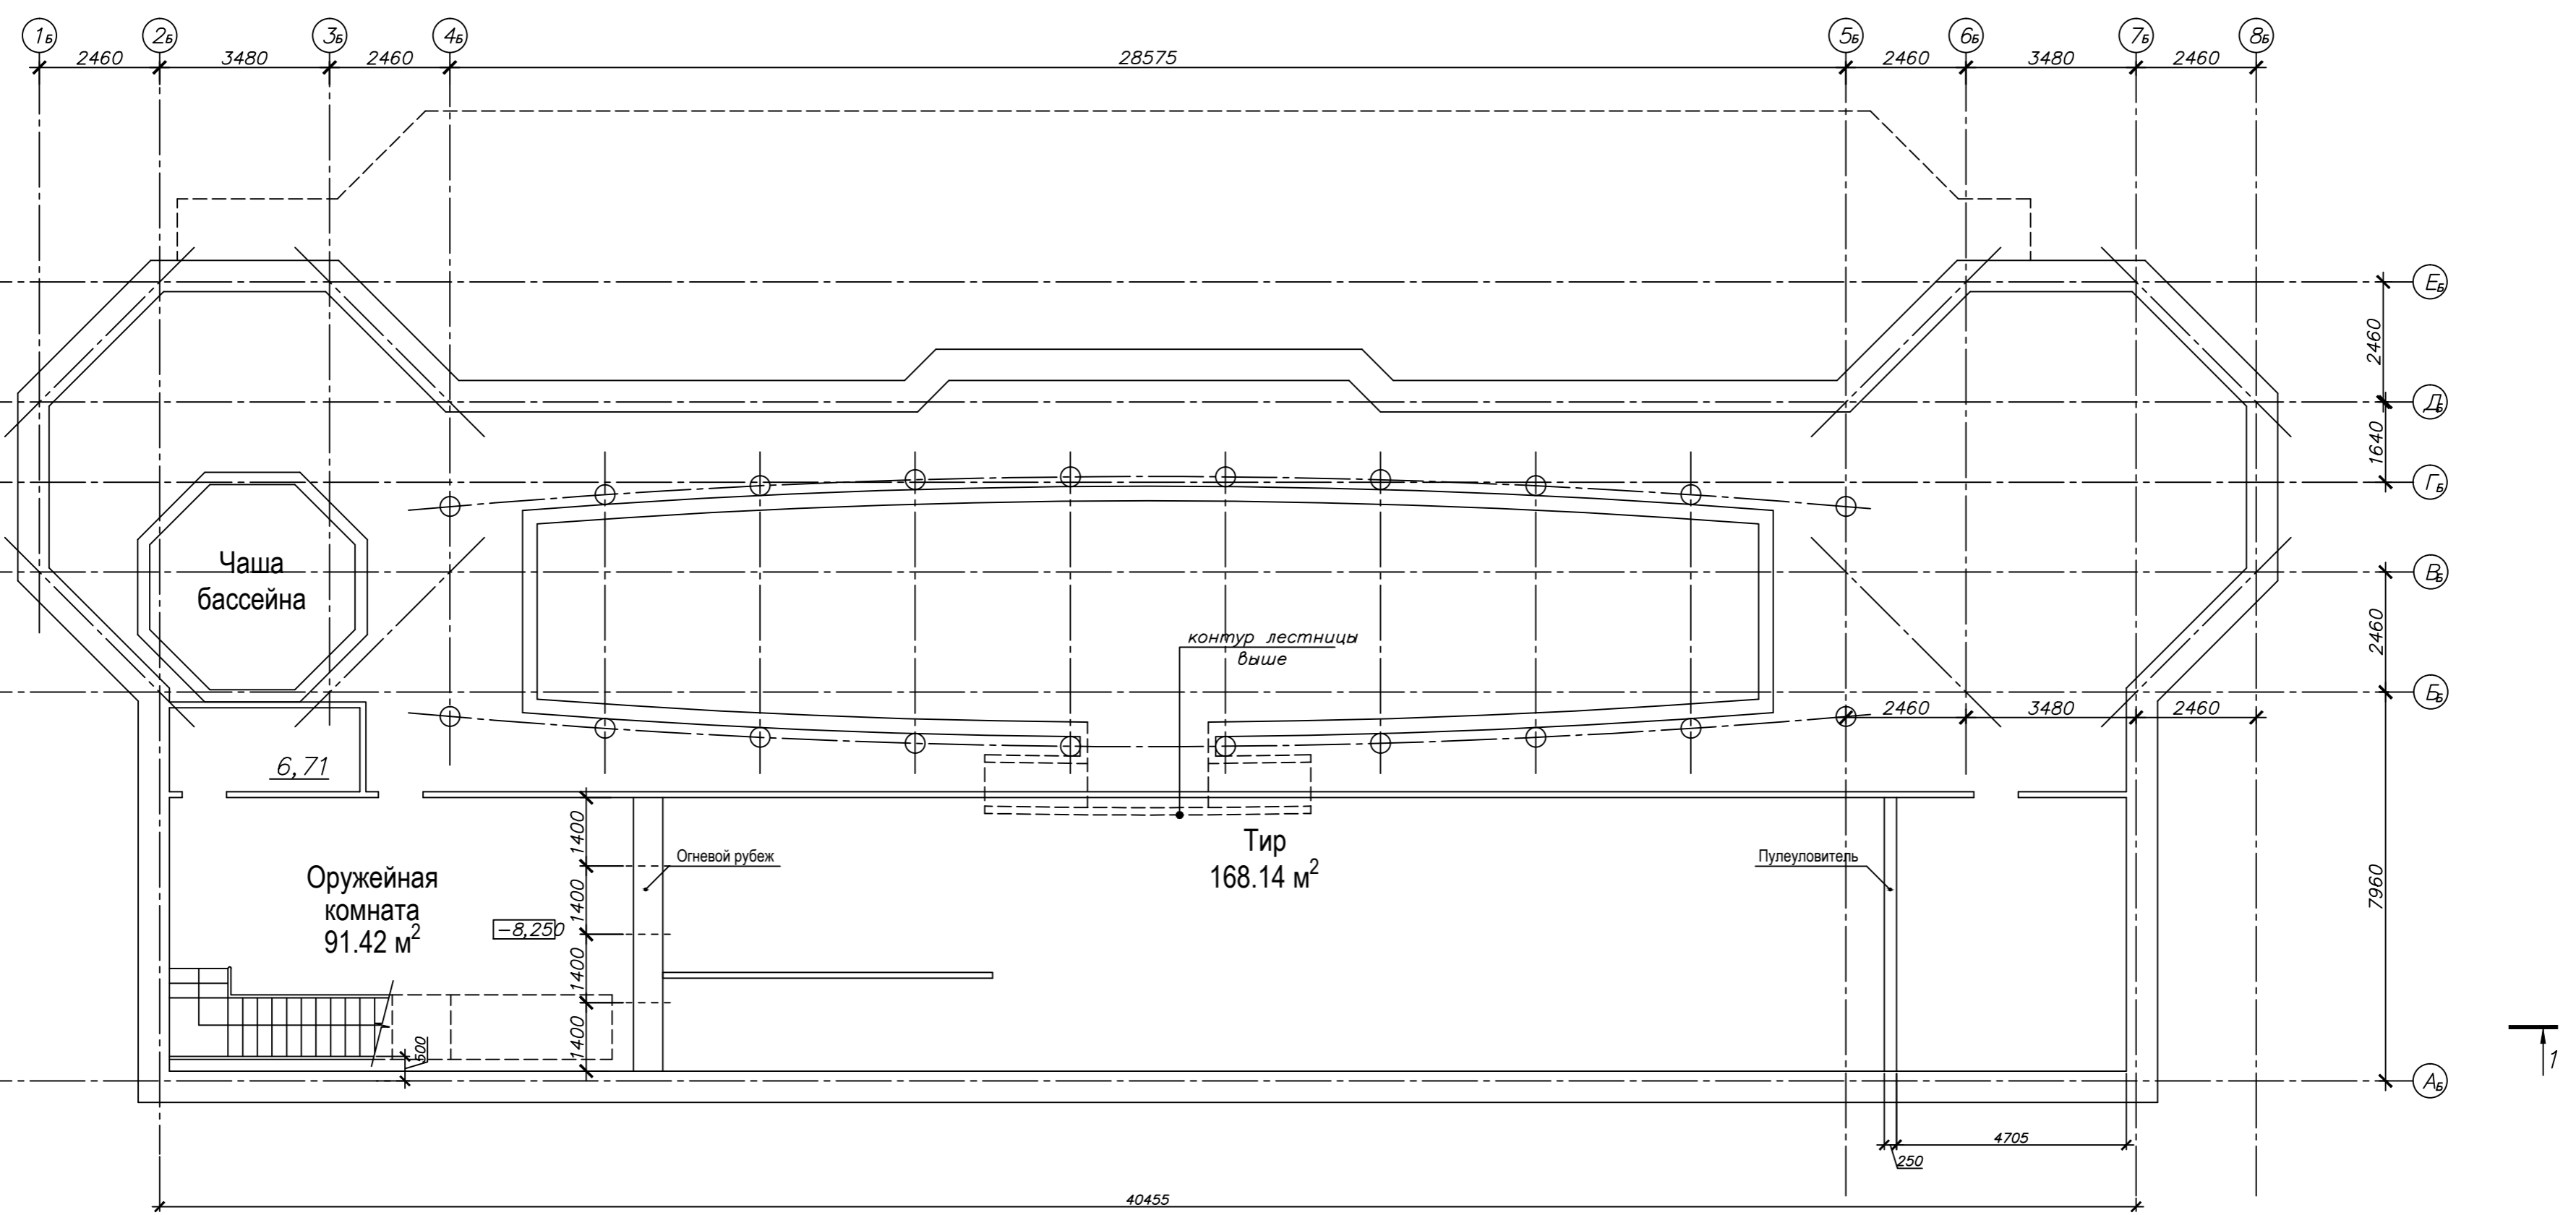 1Б 2Б 3Б 4Б 5Б 6Б 7Б 8Б
2460 3480 2460 28575 2460 3480 2460
ЕБ
2460
ДБ
1640
ГБ
Чаша
бассейна
ВБ
контур лестницы
выше
2460
ББ
2460 3480 2460
6,71
1400
Огневой рубеж
Тир
168.14 м²
Пулеуловитель
Оружейная
комната
91.42 м²
1400
-8,250
7960
1400
1400
500
1
АБ
4705
250
40455